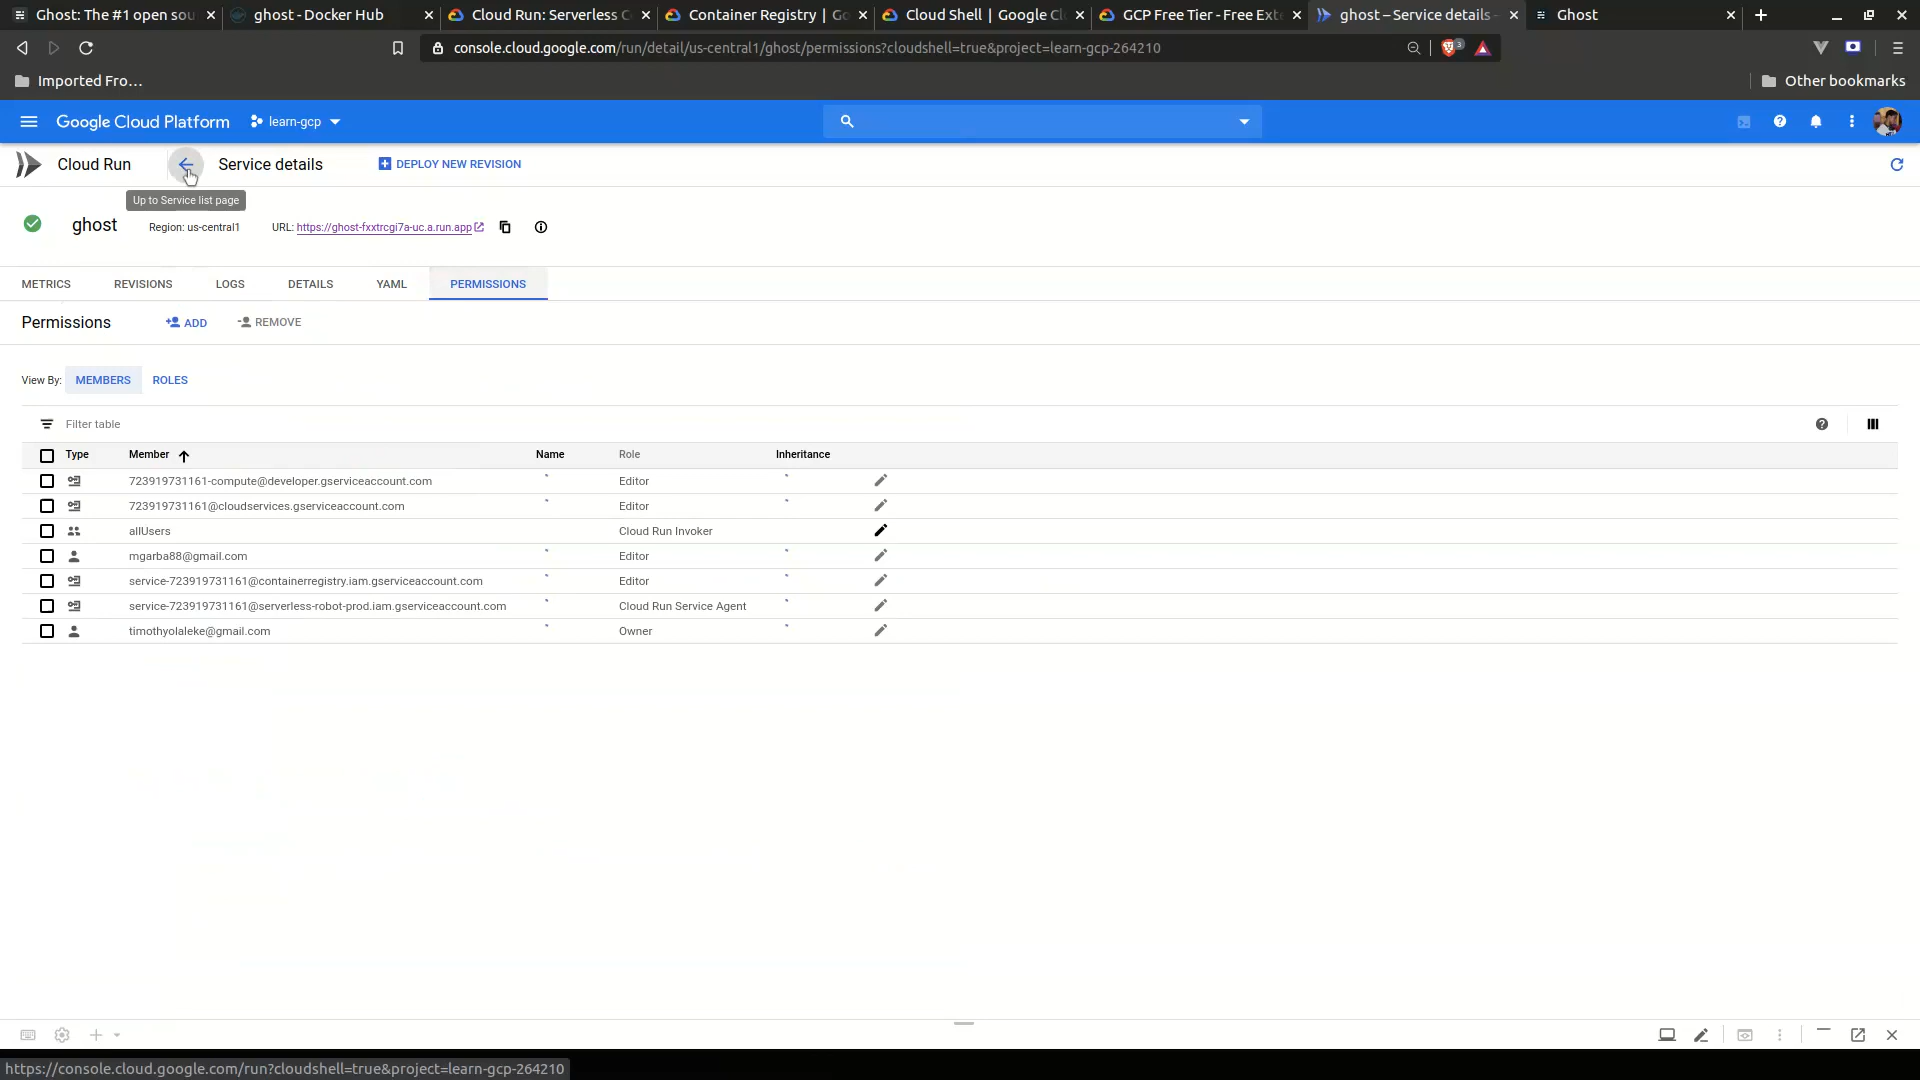 Ghost: The #1 open sou
ghost - Docker Hub
Cloud Run: Serverless C
Container Registry | Go
Cloud Shell | Google Cl
GCP Free Tier - Free Exte
ghost – Service details -
Ghost
console.cloud.google.com/run/detail/us-central1/ghost/permissions?cloudshell=true&project=learn-gcp-264210
3
Imported Fro...
Other bookmarks
Google Cloud Platform
learn-gcp
Cloud Run
Service details
DEPLOY NEW REVISION
Up to Service list page
ghost
Region: us-central1
URL: https://ghost-fxxtrcgi7a-uc.a.run.app
METRICS
REVISIONS
LOGS
DETAILS
YAML
PERMISSIONS
Permissions
ADD
REMOVE
View By: MEMBERS ROLES
Filter table
Type Member Name Role Inheritance
723919731161-compute@developer.gserviceaccount.com Editor
723919731161@cloudservices.gserviceaccount.com Editor
allUsers Cloud Run Invoker
mgarba88@gmail.com Editor
service-723919731161@containerregistry.iam.gserviceaccount.com Editor
service-723919731161@serverless-robot-prod.iam.gserviceaccount.com Cloud Run Service Agent
timothyolaleke@gmail.com Owner
https://console.cloud.google.com/run?cloudshell=true&project=learn-gcp-264210